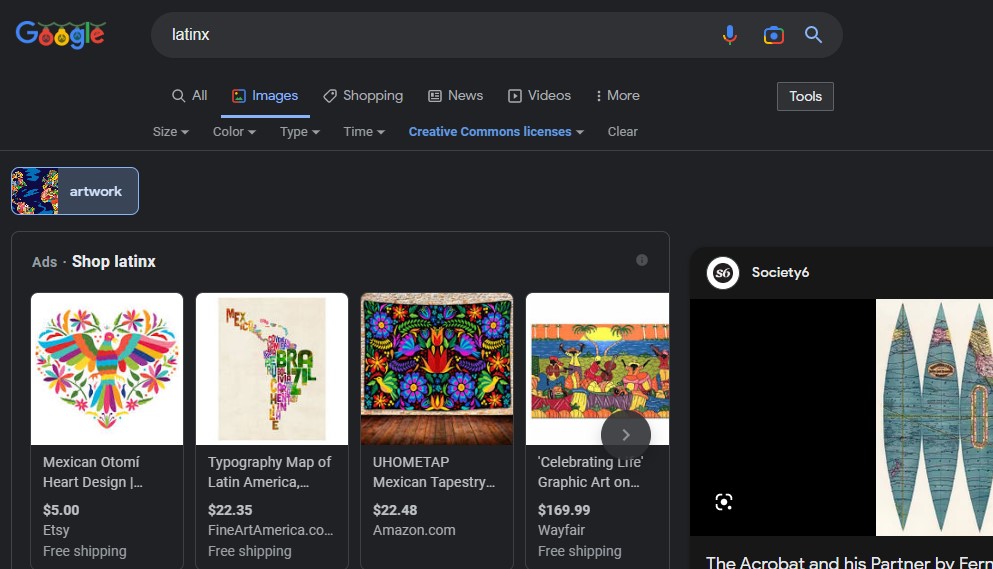 Google
latinx
All Images Shopping News Videos More Tools
Size Color Type Time Creative Commons licenses Clear
artwork
Ads · Shop latinx
S6 Society6
MEXICO
BRAZIL
CHILE
Mexican Otomí
Heart Design |...
$5.00
Etsy
Free shipping
Typography Map of
Latin America,...
$22.35
FineArtAmerica.co...
Free shipping
UHOMETAP
Mexican Tapestry...
$22.48
Amazon.com
'Celebrating Life'
Graphic Art on...
$169.99
Wayfair
Free shipping
The Acrobat and his Partner by Fern